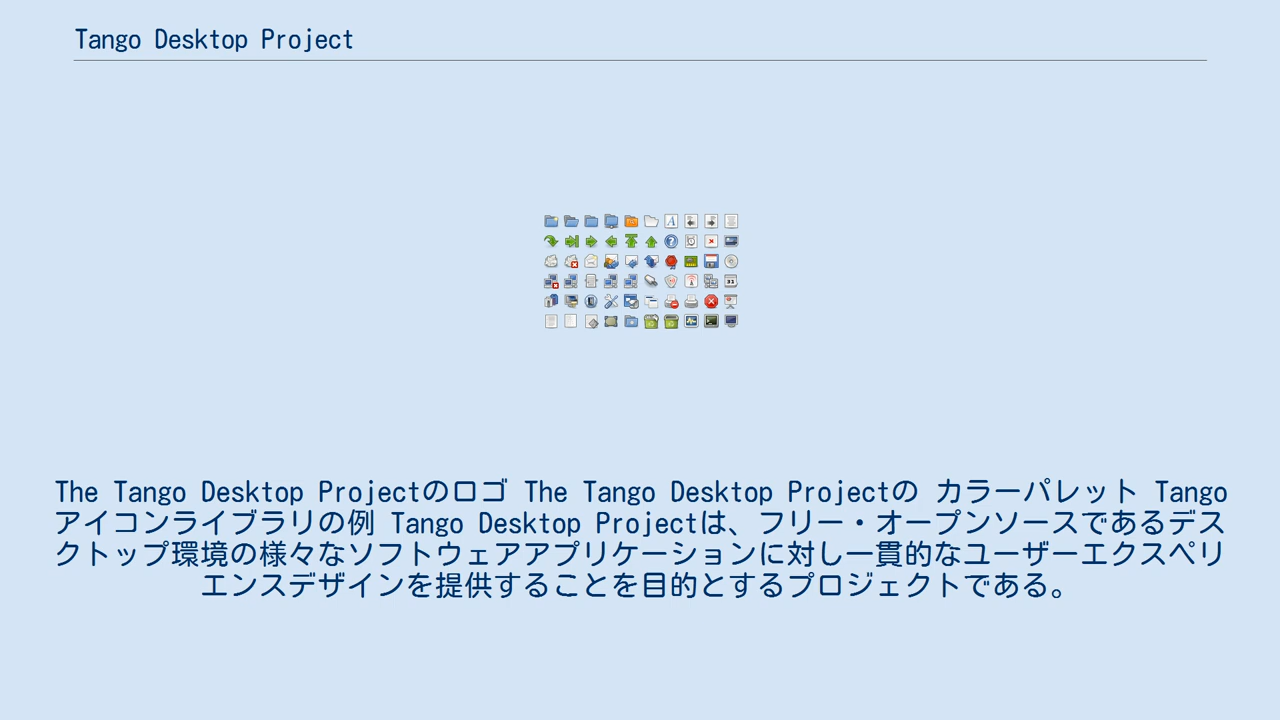 Tango Desktop Project
The Tango Desktop Projectのロゴ The Tango Desktop Projectの カラーパレット Tango
アイコンライブラリの例 Tango Desktop Projectは、フリー・オープンソースであるデス
クトップ環境の様々なソフトウェアアプリケーションに対し一貫的なユーザーエクスペリ
エンスデザインを提供することを目的とするプロジェクトである。